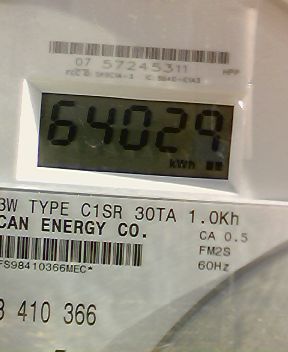 07 57245311
64029
kWh
3W TYPE C1SR 30TA 1.0Kh
CAN ENERGY CO.
CA 0.5
FM2S
60Hz
FS98410366MEC*
8 410 366